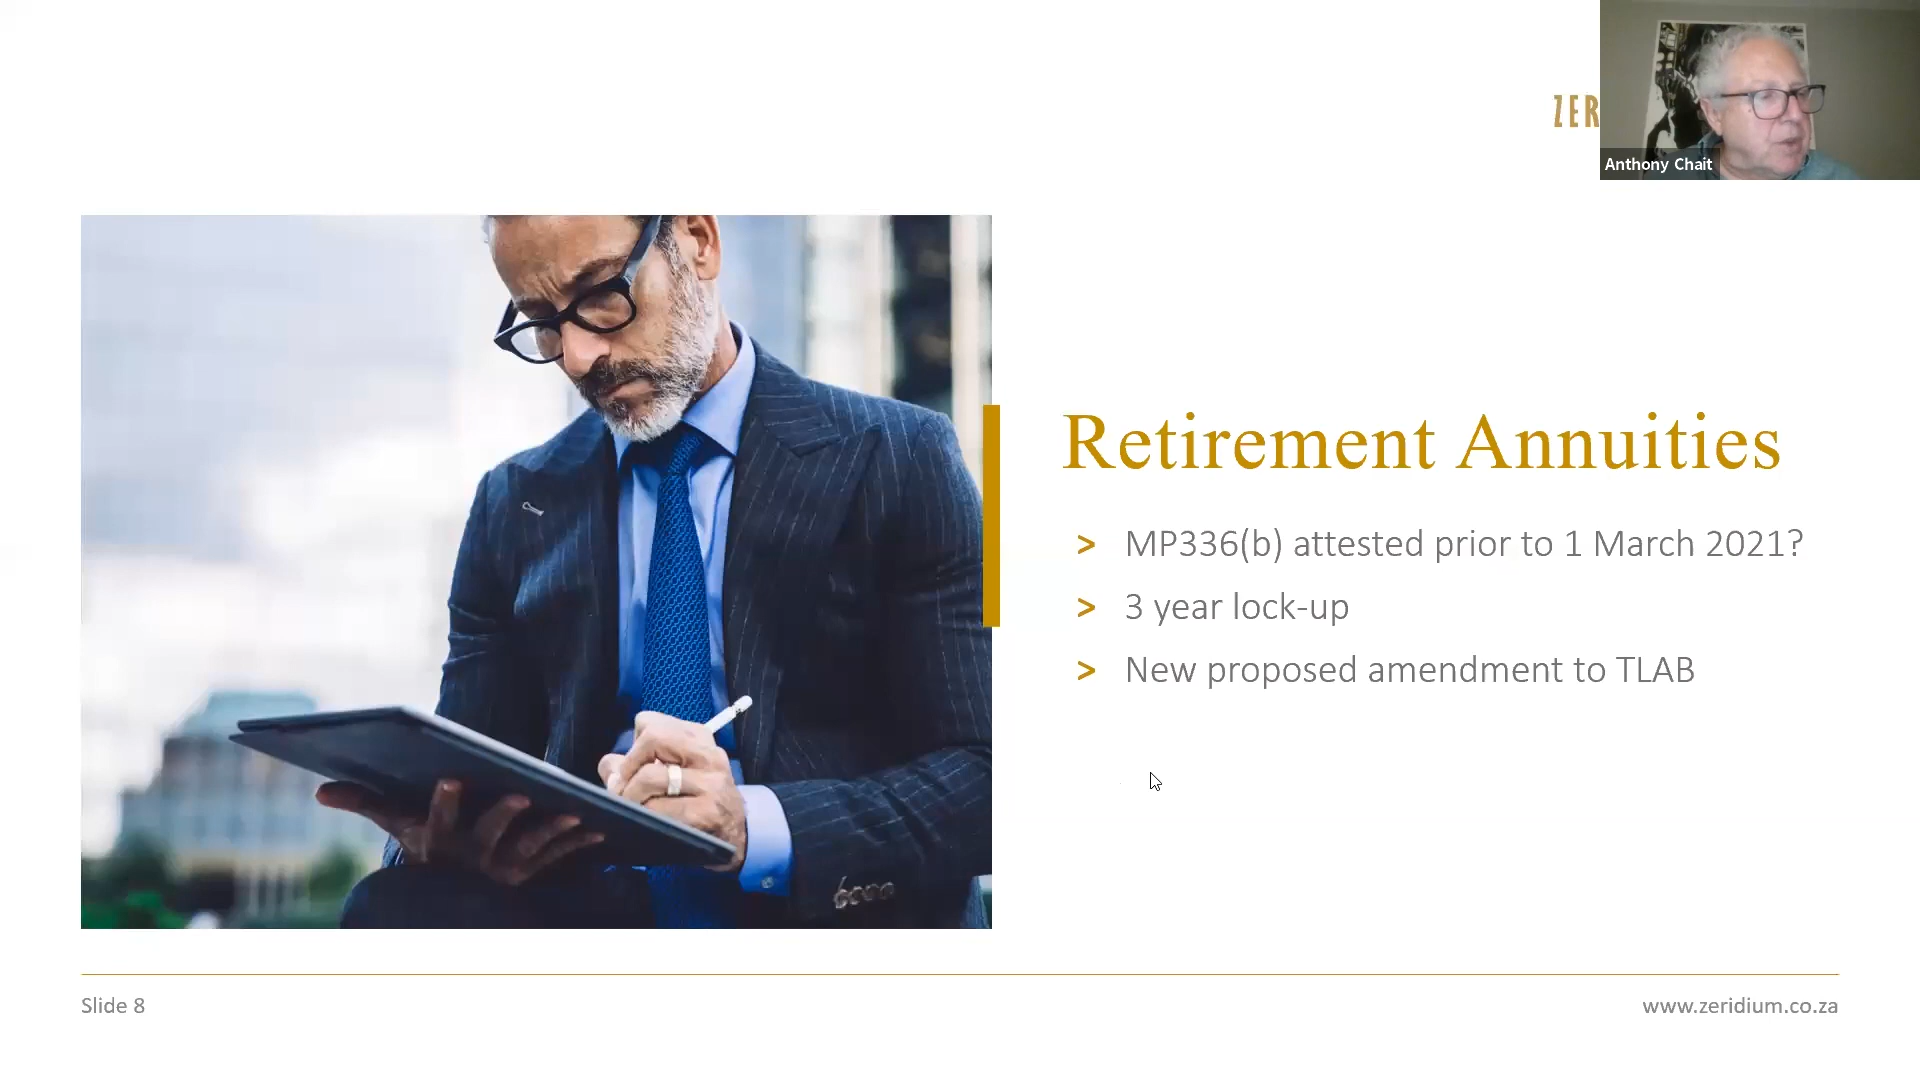 ZER
Anthony Chait
Retirement Annuities
> MP336(b) attested prior to 1 March 2021?
> 3 year lock-up
> New proposed amendment to TLAB
Slide 8
www.zeridium.co.za